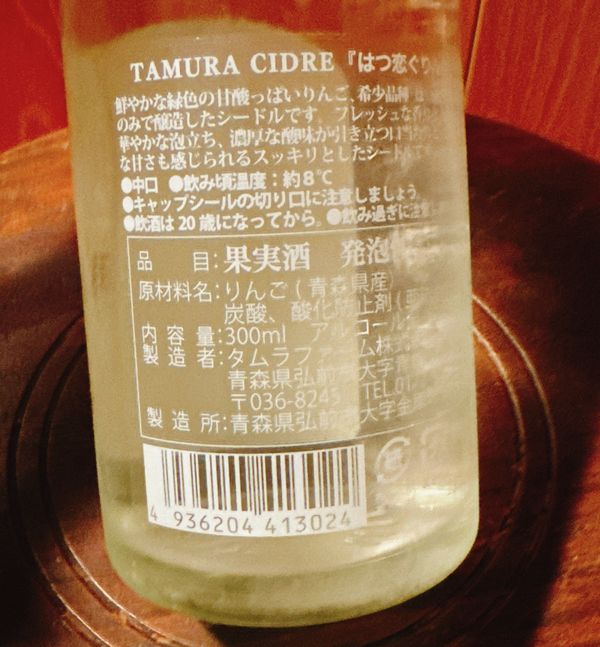 TAMURA CIDRE 『はつ恋ぐり
鮮やかな緑色の甘酸っぱいりんご、希少品種
のみで醸造したシードルです。フレッシュな
華やかな泡立ち、濃厚な酸味が引き立つ口
な甘さも感じられるスッキリとしたシードルで
●中口 ●飲み頃温度:約8℃
●キャップシールの切り口に注意しましょう。
●飲酒は20歳になってから。●飲み過ぎに注意
品 目:果実酒 発泡
原材料名:りんご(青森県産)
炭酸、酸化防止剤(亜
内容量:300ml アルコール
製造者:タムラファーム株式
青森県弘前市大字青
〒036-8245 TEL.01
製造所:青森県弘前市大字
4 936204 413024